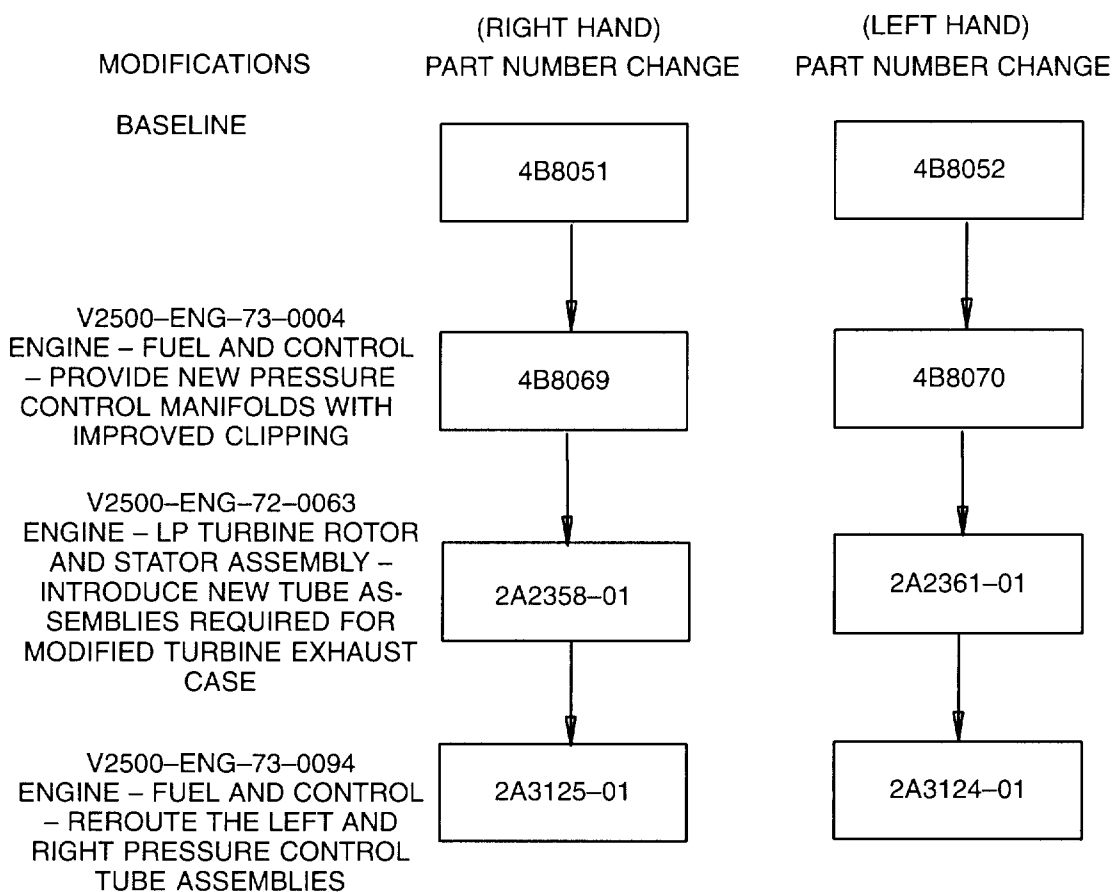 (RIGHT HAND)
(LEFT HAND)
MODIFICATIONS
PART NUMBER CHANGE
PART NUMBER CHANGE
BASELINE
4B8051
4B8052
V2500–ENG–73–0004
ENGINE – FUEL AND CONTROL
– PROVIDE NEW PRESSURE
CONTROL MANIFOLDS WITH
IMPROVED CLIPPING
4B8069
4B8070
V2500–ENG–72–0063
ENGINE – LP TURBINE ROTOR
AND STATOR ASSEMBLY –
INTRODUCE NEW TUBE AS-
SEMBLIES REQUIRED FOR
MODIFIED TURBINE EXHAUST
CASE
2A2358–01
2A2361–01
V2500–ENG–73–0094
ENGINE – FUEL AND CONTROL
– REROUTE THE LEFT AND
RIGHT PRESSURE CONTROL
TUBE ASSEMBLIES
2A3125–01
2A3124–01